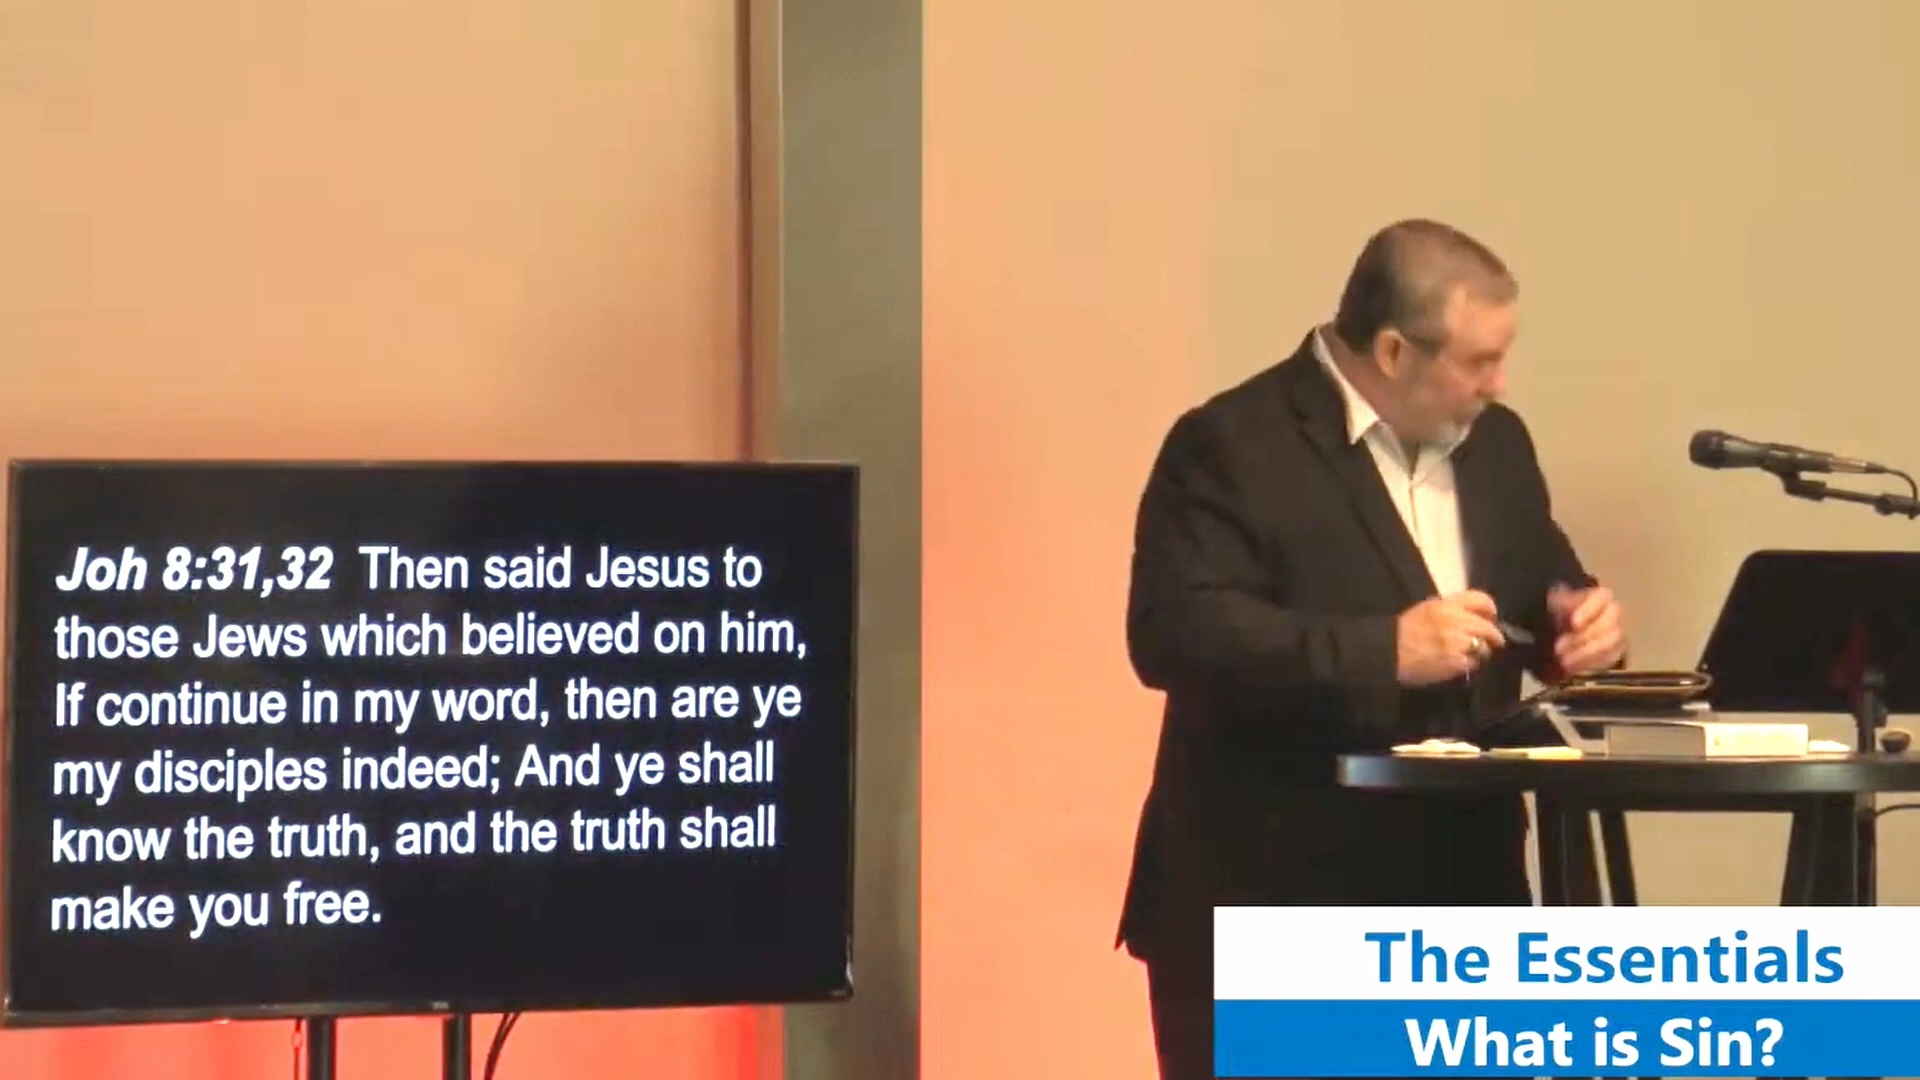 Joh 8:31,32 Then said Jesus to
those Jews which believed on him,
If continue in my word, then are ye
my disciples indeed; And ye shall
know the truth, and the truth shall
make you free.
The Essentials
What is Sin?